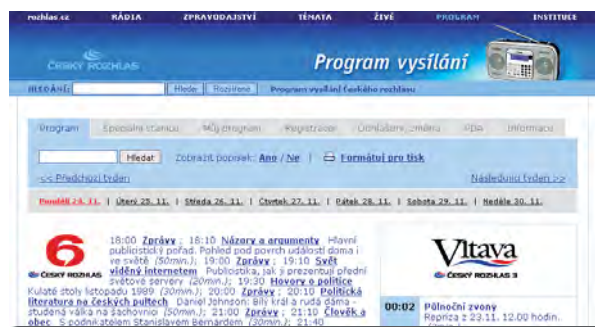 rozhlas.cz RÁDIA ZPRAVODAJSTVÍ TÉMATA ŽIVĚ PROGRAM INSTITUCE
ČESKÝ ROZHLAS
Program vysílání
HLEDÁNÍ: Hledej Rozšířené Program vysílání Českého rozhlasu
Program Speciální stanice Můj program Registrace Odhlášení, změna PDA Informace
Hledat Zobrazit popisek: Ano / Ne | Formátuj pro tisk
<< Předchozí týden Následující týden >>
Pondělí 24. 11. | Úterý 25. 11. | Středa 26. 11. | Čtvrtek 27. 11. | Pátek 28. 11. | Sobota 29. 11. | Neděle 30. 11.
6
ČESKÝ ROZHLAS
18:00 Zprávy ; 18:10 Názory a argumenty Hlavní
publicistický pořad. Pohled pod povrch událostí doma i
ve světě (50min.); 19:00 Zprávy ; 19:10 Svět
viděný internetem Publicistika, jak ji prezentují přední
světové servery (20min.); 19:30 Hovory o politice
Kulaté stoly listopadu 1989 (30min.); 20:00 Zprávy ; 20:10 Politická
literatura na českých pultech Daniel Johnson: Bílý král a rudá dáma -
studená válka na šachovnici (50min.); 21:00 Zprávy ; 21:10 Člověk a
obec S podnikatelem Stanislavem Bernardem (30min.); 21:40
Vltava
ČESKÝ ROZHLAS 3
00:02 Půlnoční zvony
Repríza z 23.11. 12.00 hodin.